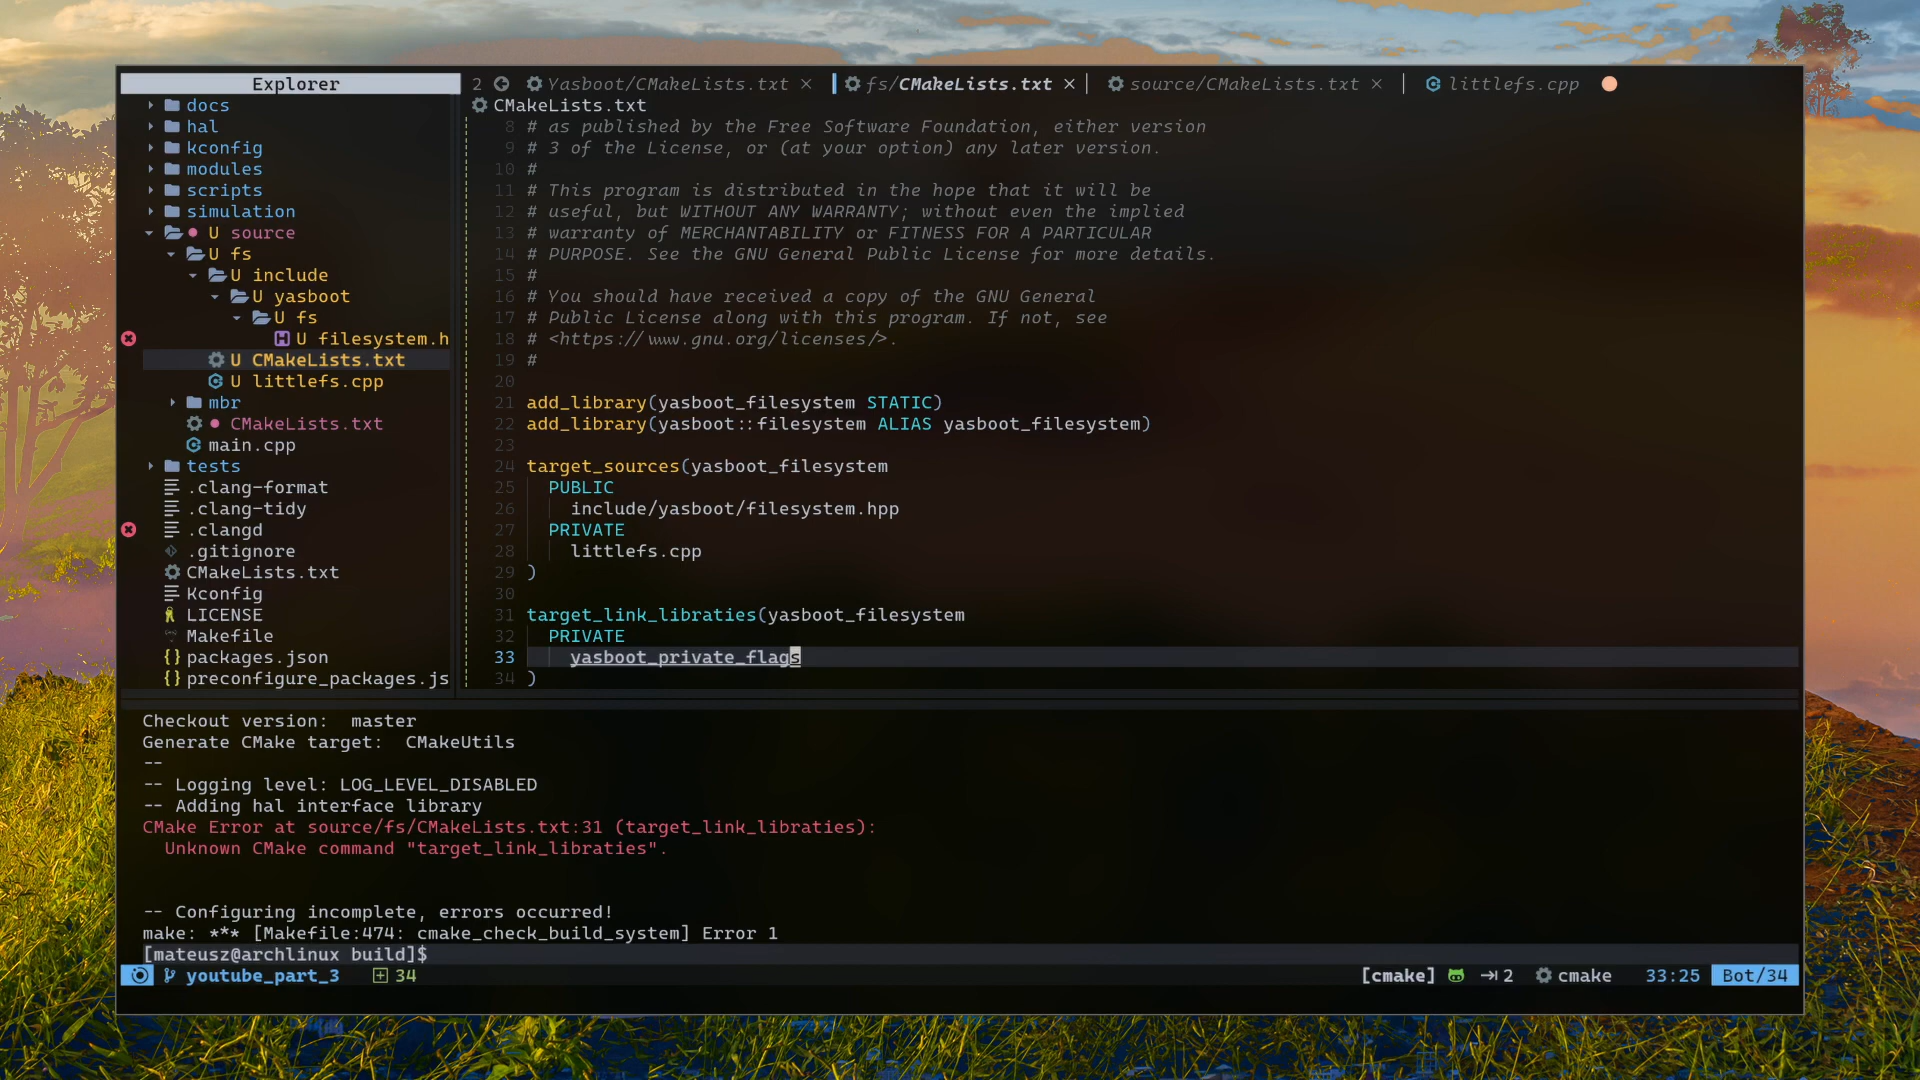 Explorer
docs
hal
kconfig
modules
scripts
simulation
U source
U fs
U include
U yasboot
U fs
U filesystem.h
U CMakeLists.txt
U littlefs.cpp
mbr
CMakeLists.txt
main.cpp
tests
.clang-format
.clang-tidy
.clangd
.gitignore
CMakeLists.txt
Kconfig
LICENSE
Makefile
{} packages.json
{} preconfigure_packages.js
2 Yasboot/CMakeLists.txt × fs/CMakeLists.txt × source/CMakeLists.txt × littlefs.cpp
CMakeLists.txt
8 # as published by the Free Software Foundation, either version
9 # 3 of the License, or (at your option) any later version.
10 #
11 # This program is distributed in the hope that it will be
12 # useful, but WITHOUT ANY WARRANTY; without even the implied
13 # warranty of MERCHANTABILITY or FITNESS FOR A PARTICULAR
14 # PURPOSE. See the GNU General Public License for more details.
15 #
16 # You should have received a copy of the GNU General
17 # Public License along with this program. If not, see
18 # <https://www.gnu.org/licenses/>.
19 #
20
21 add_library(yasboot_filesystem STATIC)
22 add_library(yasboot::filesystem ALIAS yasboot_filesystem)
23
24 target_sources(yasboot_filesystem
25 PUBLIC
26 include/yasboot/filesystem.hpp
27 PRIVATE
28 littlefs.cpp
29 )
30
31 target_link_libraties(yasboot_filesystem
32 PRIVATE
33 yasboot_private_flags
34 )
Checkout version: master
Generate CMake target: CMakeUtils
--
-- Logging level: LOG_LEVEL_DISABLED
-- Adding hal interface library
CMake Error at source/fs/CMakeLists.txt:31 (target_link_libraties):
Unknown CMake command "target_link_libraties".
-- Configuring incomplete, errors occurred!
make: *** [Makefile:474: cmake_check_build_system] Error 1
[mateusz@archlinux build]$
youtube_part_3 34 [cmake] 2 cmake 33:25 Bot/34